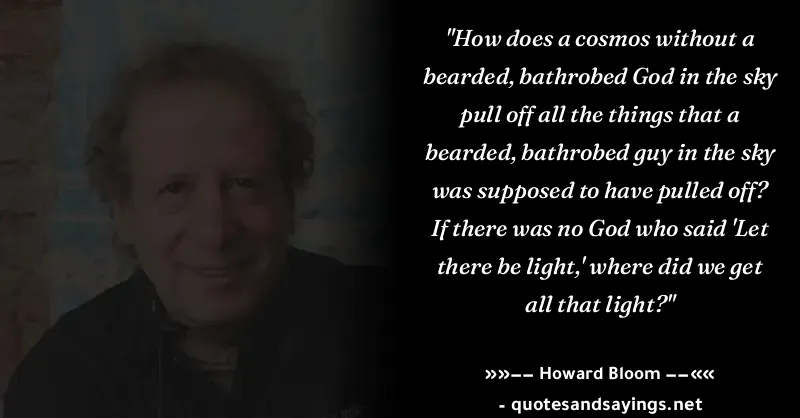 "How does a cosmos without a
bearded, bathrobed God in the sky
pull off all the things that a
bearded, bathrobed guy in the sky
was supposed to have pulled off?
If there was no God who said 'Let
there be light,' where did we get
all that light?"
»»−− Howard Bloom −−««
- quotesandsayings.net